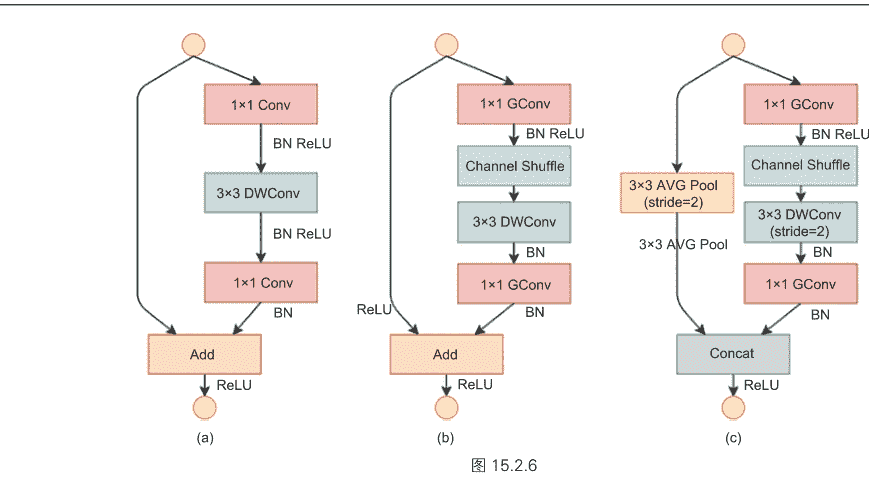 1×1 Conv
BN ReLU
3×3 DWConv
BN ReLU
1×1 Conv
BN
Add
ReLU
(a)
1×1 GConv
BN ReLU
Channel Shuffle
3×3 DWConv
BN
1×1 GConv
ReLU
BN
Add
ReLU
(b)
1×1 GConv
BN ReLU
Channel Shuffle
3×3 AVG Pool
(stride=2)
3×3 DWConv
(stride=2)
3×3 AVG Pool
BN
1×1 GConv
BN
Concat
ReLU
(c)
图 15.2.6